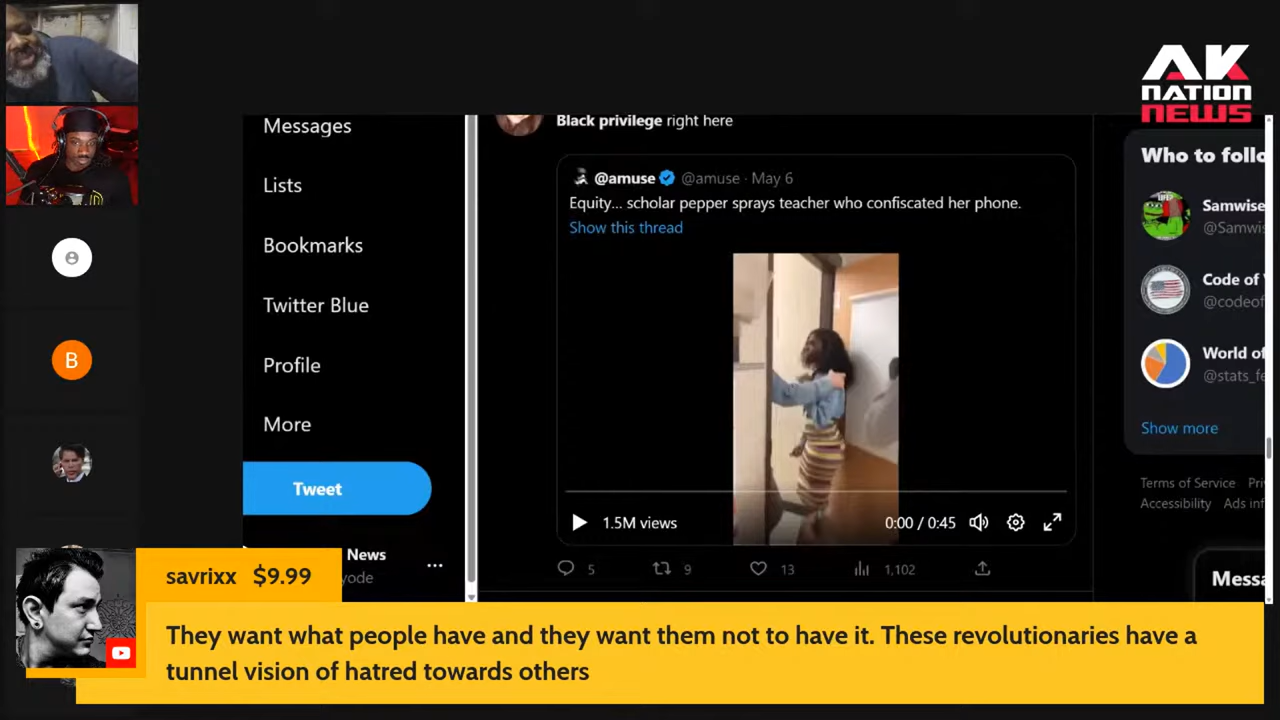 AK
NATION
NEWS
Messages
Lists
Bookmarks
Twitter Blue
Profile
More
Tweet
News
yode
Black privilege right here
@amuse @amuse · May 6
Equity... scholar pepper sprays teacher who confiscated her phone.
Show this thread
1.5M views
0:00 / 0:45
5
9
13
1,102
Who to follo
Samwise
@Samwis
Code of
@codeof
World of
@stats_fe
Show more
Terms of Service Pri
Accessibility Ads inf
Messa
B
savrixx $9.99
They want what people have and they want them not to have it. These revolutionaries have a
tunnel vision of hatred towards others